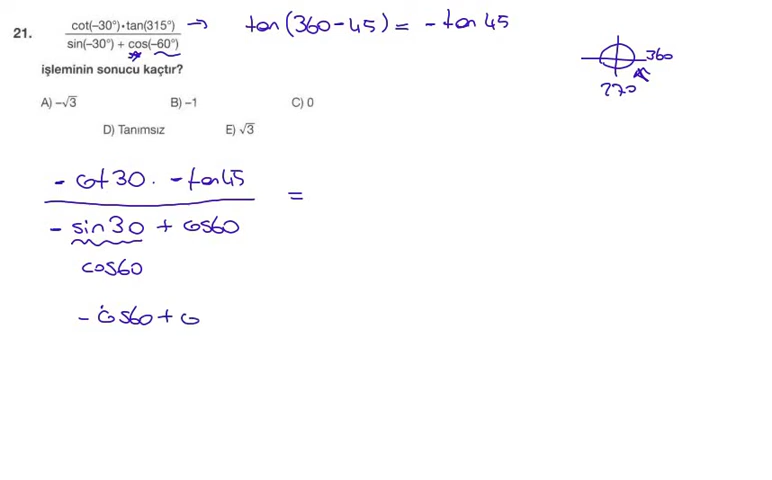 21. cot(−30°)·tan(315°) / sin(−30°) + cos(−60°) → tan(360−45) = −tan45
işleminin sonucu kaçtır?
360
270
A) −√3 B) −1 C) 0
D) Tanımsız E) √3
−cot30 · −tan45 / −sin30 + cos60 =
cos60
−cos60 + co